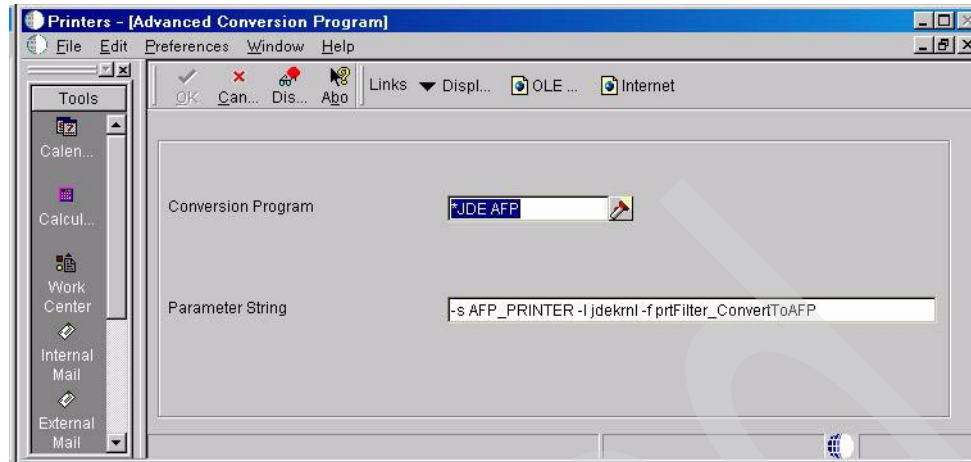 Printers - [Advanced Conversion Program]
File Edit Preferences Window Help
Tools
OK Can... Dis... Abo Links Displ... OLE ... Internet
Calen...
Calcul...
Work
Center
Internal
Mail
External
Mail
Conversion Program *JDE AFP
Parameter String -s AFP_PRINTER -l jdekrnl -f prtFilter_ConvertToAFP